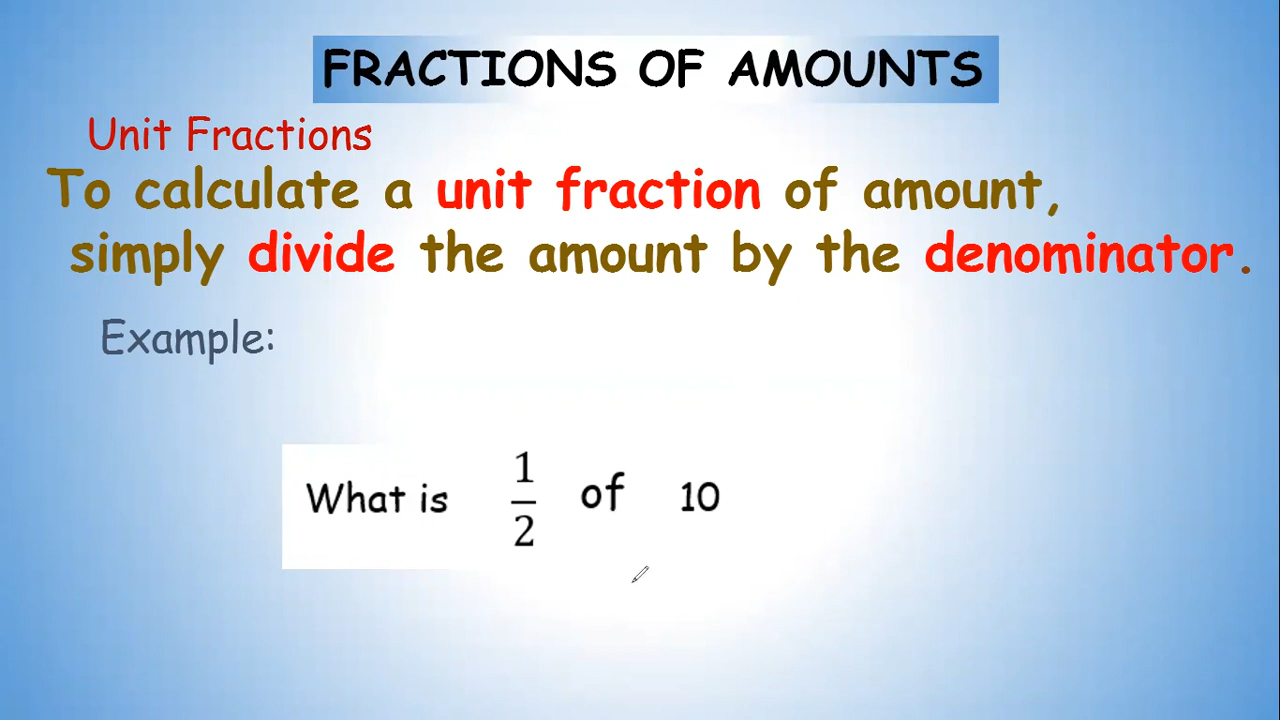 FRACTIONS OF AMOUNTS
Unit Fractions
To calculate a unit fraction of amount,
simply divide the amount by the denominator.
Example:
What is 1/2 of 10